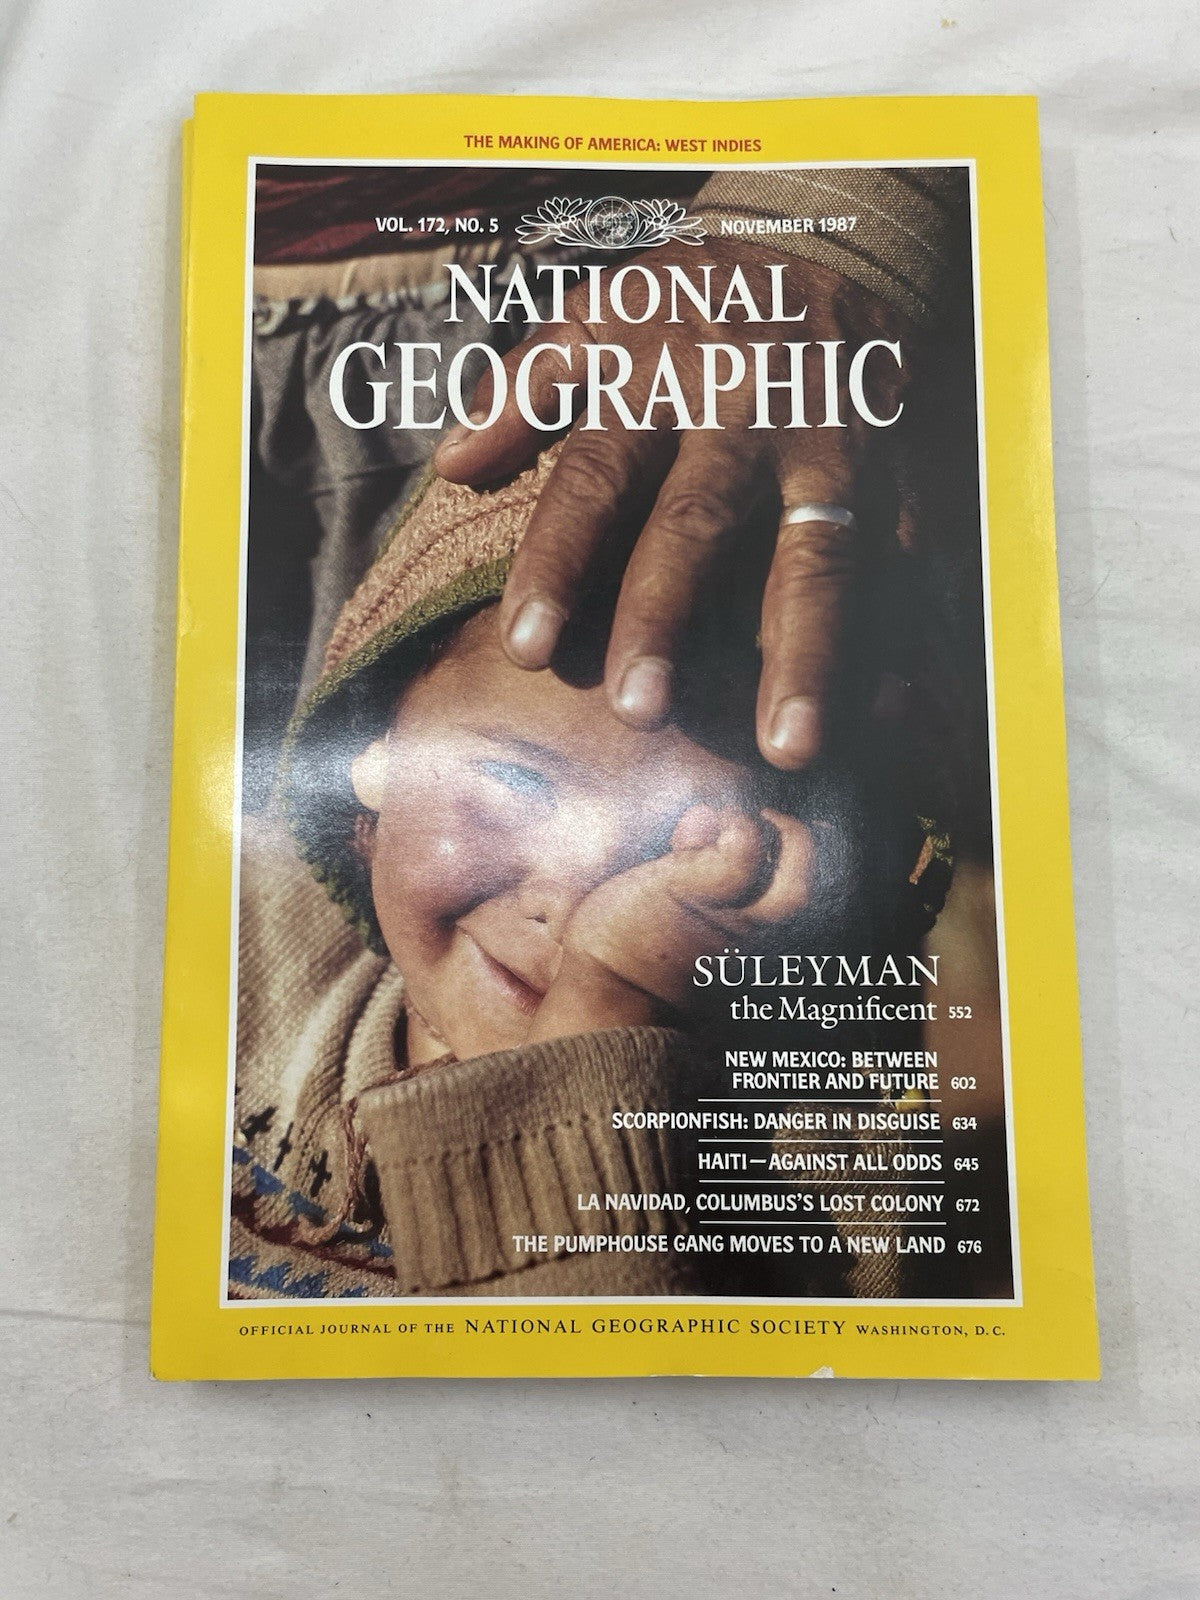 THE MAKING OF AMERICA: WEST INDIES
VOL. 172, NO. 5 NOVEMBER 1987
NATIONAL
GEOGRAPHIC
SÜLEYMAN
the Magnificent 552
NEW MEXICO: BETWEEN
FRONTIER AND FUTURE 602
SCORPIONFISH: DANGER IN DISGUISE 634
HAITI—AGAINST ALL ODDS 645
LA NAVIDAD, COLUMBUS'S LOST COLONY 672
THE PUMPHOUSE GANG MOVES TO A NEW LAND 676
OFFICIAL JOURNAL OF THE NATIONAL GEOGRAPHIC SOCIETY WASHINGTON, D.C.